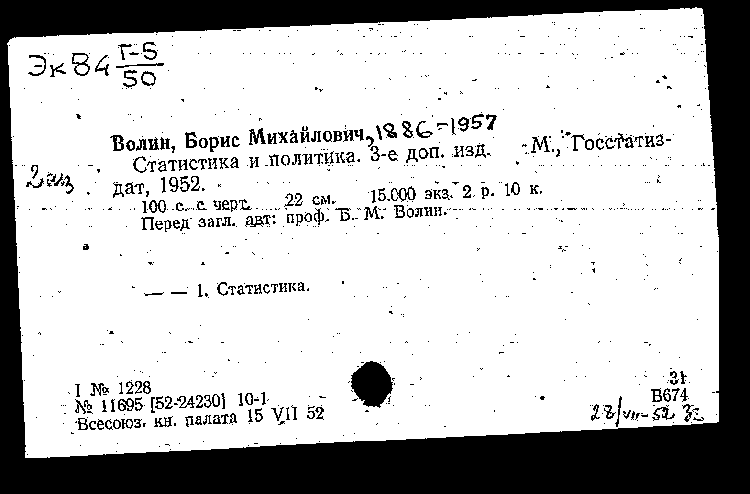 Эк84 Г-5
50
Волин, Борис Михайлович, 1886-1957
Статистика и политика. 3-е доп. изд. М., Госстатиз-
2 экз дат, 1952.
100 с. с черт. 22 см. 15.000 экз. 2 р. 10 к.
Перед загл. авт: проф. Б. М. Волин.
— — 1. Статистика.
I № 1228
31
№ 11695 [52-24230] 10-1
В674
Всесоюз. кн. палата 15 VII 52
28/VII-52